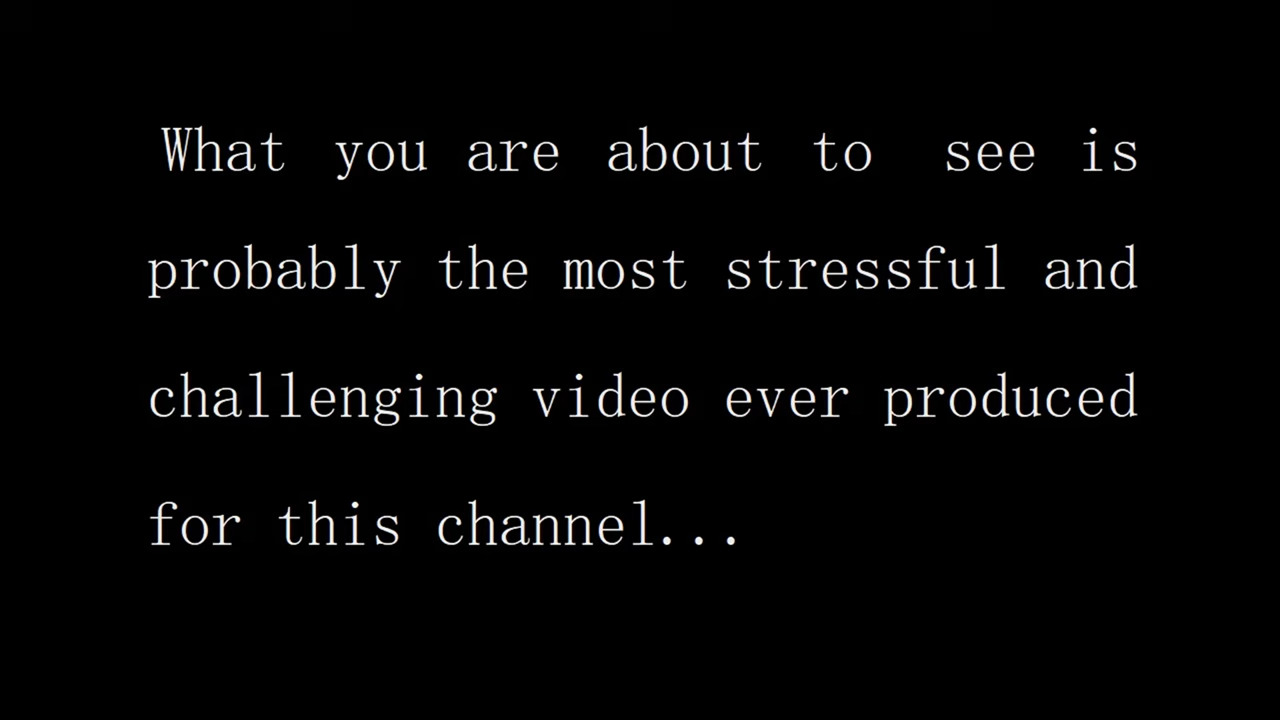 What you are about to see is
probably the most stressful and
challenging video ever produced
for this channel...